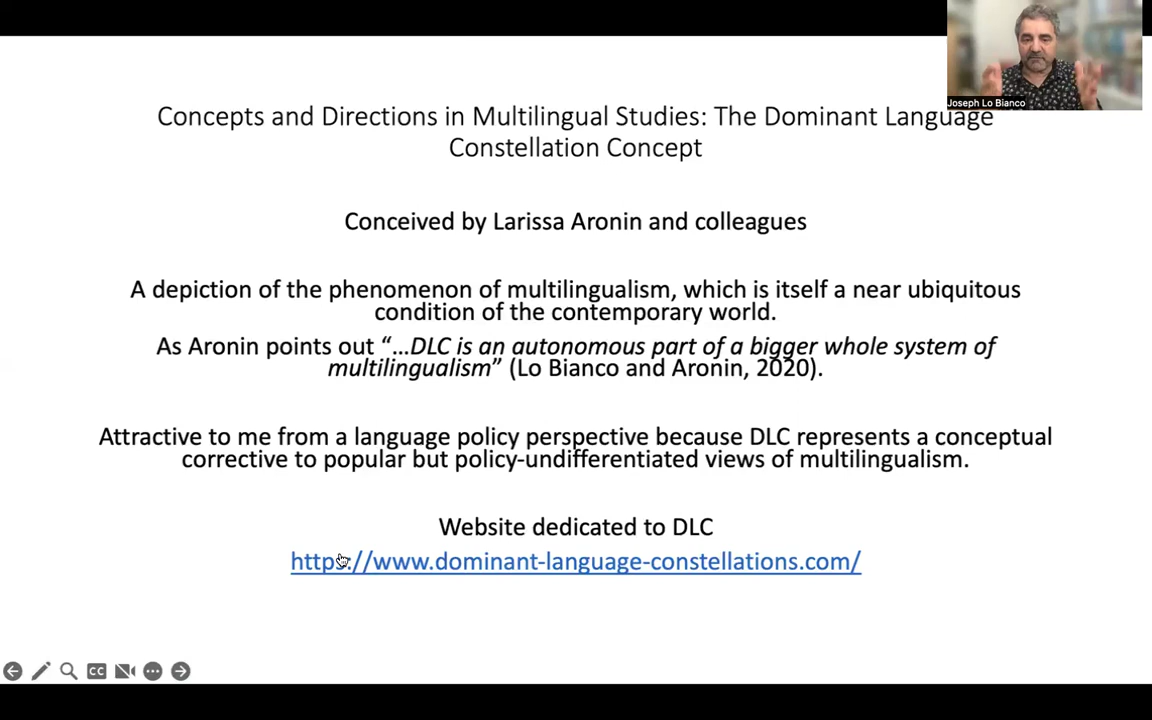 Joseph Lo Bianco
Concepts and Directions in Multilingual Studies: The Dominant Language
Constellation Concept
Conceived by Larissa Aronin and colleagues
A depiction of the phenomenon of multilingualism, which is itself a near ubiquitous
condition of the contemporary world.
As Aronin points out “…DLC is an autonomous part of a bigger whole system of
multilingualism” (Lo Bianco and Aronin, 2020).
Attractive to me from a language policy perspective because DLC represents a conceptual
corrective to popular but policy-undifferentiated views of multilingualism.
Website dedicated to DLC
https://www.dominant-language-constellations.com/
CC